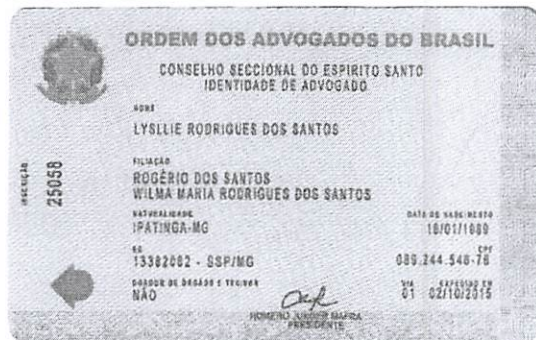 ORDEM DOS ADVOGADOS DO BRASIL
CONSELHO SECCIONAL DO ESPIRITO SANTO
IDENTIDADE DE ADVOGADO
NOME
LYSLLIE RODRIGUES DOS SANTOS
FILIAÇÃO
ROGÉRIO DOS SANTOS
WILMA MARIA RODRIGUES DOS SANTOS
NATURALIDADE DATA DE NASCIMENTO
IPATINGA-MG 18/01/1989
RG CPF
13382082 - SSP/MG 089.244.546-76
DOADOR DE ÓRGÃOS E TECIDOS VIA EXPEDIDO EM
NÃO 01 02/10/2015
HOMERO JUNGER MAFRA
PRESIDENTE
INSCRIÇÃO
25058